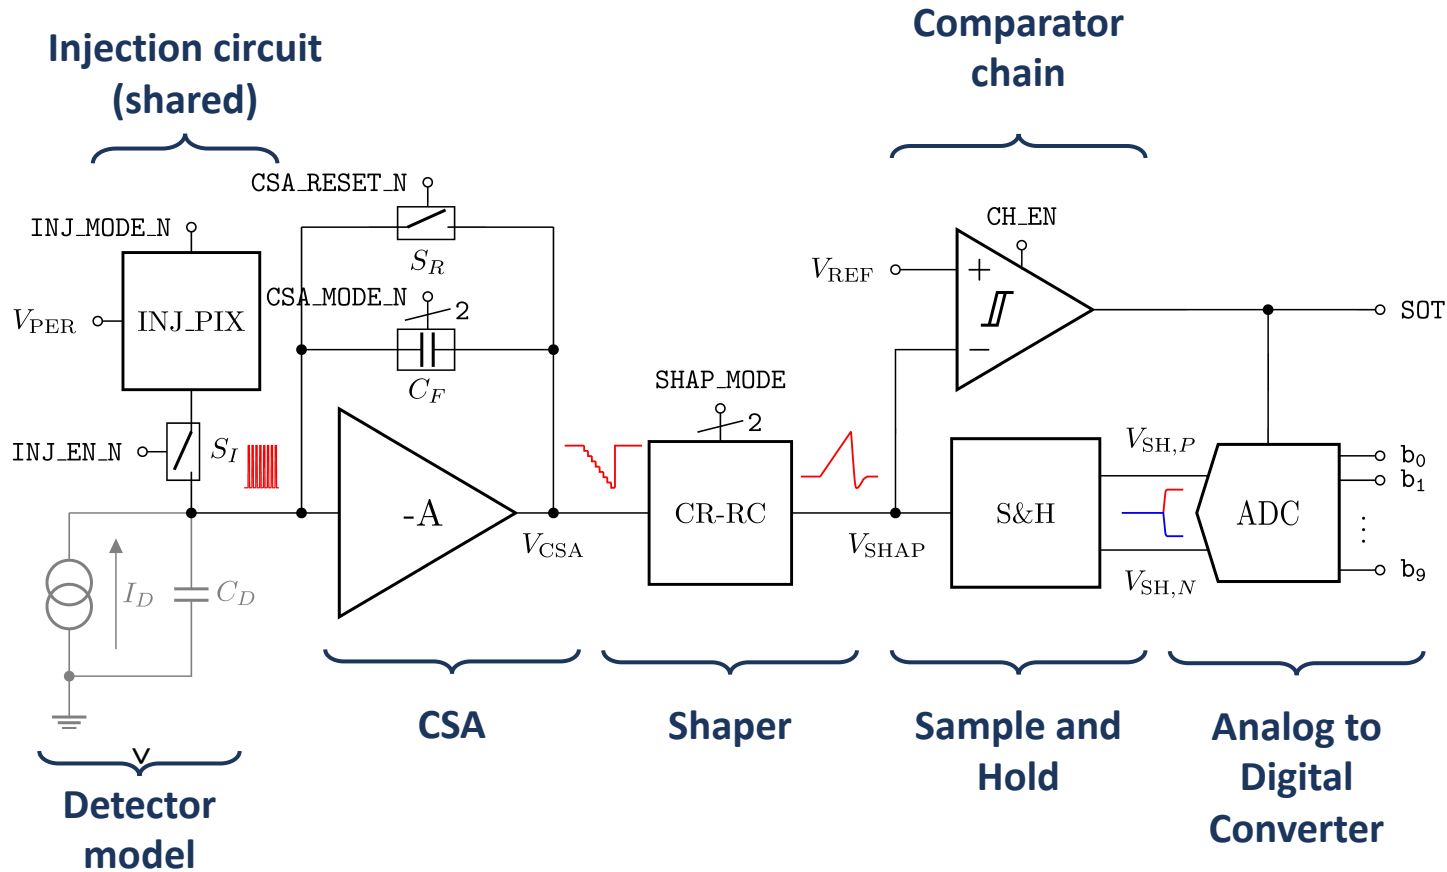 Injection circuit
(shared)
Comparator
chain
CSA_RESET_N
S_R
INJ_MODE_N
CH_EN
V_REF
+
−
CSA_MODE_N
2
C_F
V_PER
INJ_PIX
SOT
SHAP_MODE
2
INJ_EN_N
S_I
-A
V_CSA
CR-RC
V_SHAP
S&H
V_SH,P
V_SH,N
ADC
b_0
b_1
⋮
b_9
I_D
C_D
CSA
Shaper
Sample and
Hold
Analog to
Digital
Converter
V
Detector
model